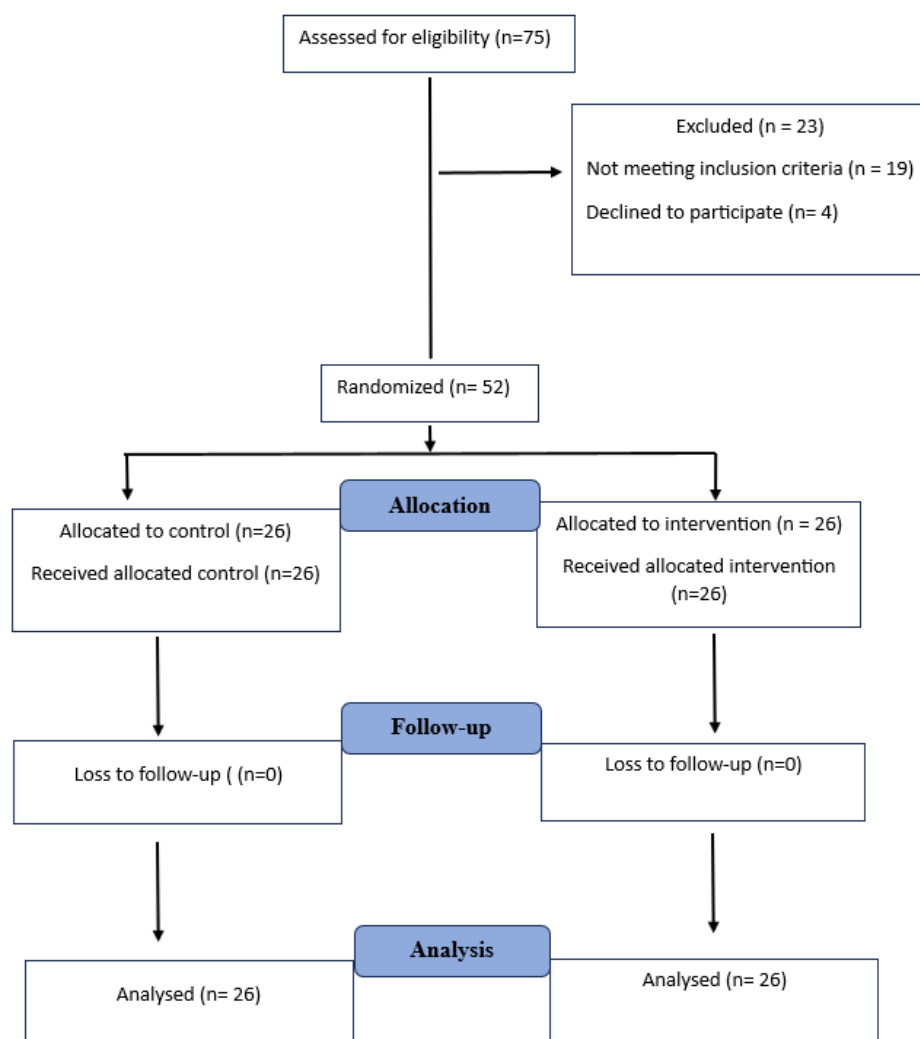 Assessed for eligibility (n=75)
Excluded (n = 23)
Not meeting inclusion criteria (n = 19)
Declined to participate (n= 4)
Randomized (n= 52)
Allocation
Allocated to control (n=26)
Received allocated control (n=26)
Allocated to intervention (n = 26)
Received allocated intervention
(n=26)
Follow-up
Loss to follow-up ( (n=0)
Loss to follow-up (n=0)
Analysis
Analysed (n= 26)
Analysed (n= 26)